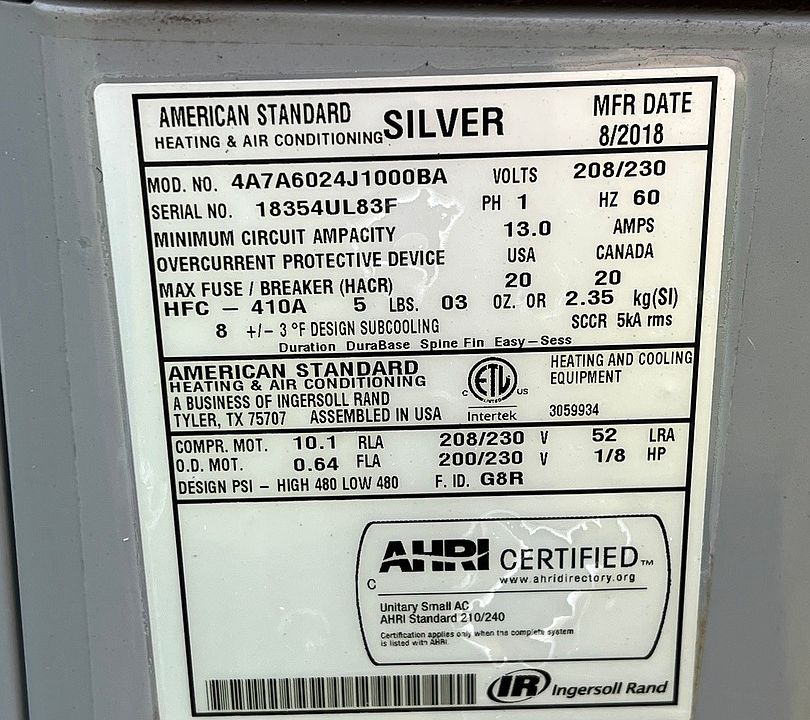 AMERICAN STANDARD SILVER MFR DATE
HEATING & AIR CONDITIONING 8/2018
MOD. NO. 4A7A6024J1000BA VOLTS 208/230
SERIAL NO. 18354UL83F PH 1 HZ 60
MINIMUM CIRCUIT AMPACITY 13.0 AMPS
OVERCURRENT PROTECTIVE DEVICE USA CANADA
MAX FUSE / BREAKER (HACR) 20 20
HFC - 410A 5 LBS. 03 OZ. OR 2.35 kg(SI)
8 +/- 3 °F DESIGN SUBCOOLING SCCR 5kA rms
Duration DuraBase Spine Fin Easy-Sess
AMERICAN STANDARD
HEATING & AIR CONDITIONING
A BUSINESS OF INGERSOLL RAND
TYLER, TX 75707 ASSEMBLED IN USA
C ETL US
LISTED
Intertek
HEATING AND COOLING
EQUIPMENT
3059934
COMPR. MOT. 10.1 RLA 208/230 V 52 LRA
O.D. MOT. 0.64 FLA 200/230 V 1/8 HP
DESIGN PSI - HIGH 480 LOW 480 F. ID. G8R
AHRI CERTIFIED™
www.ahridirectory.org
C
Unitary Small AC
AHRI Standard 210/240
Certification applies only when the complete system
is listed with AHRI.
IR Ingersoll Rand